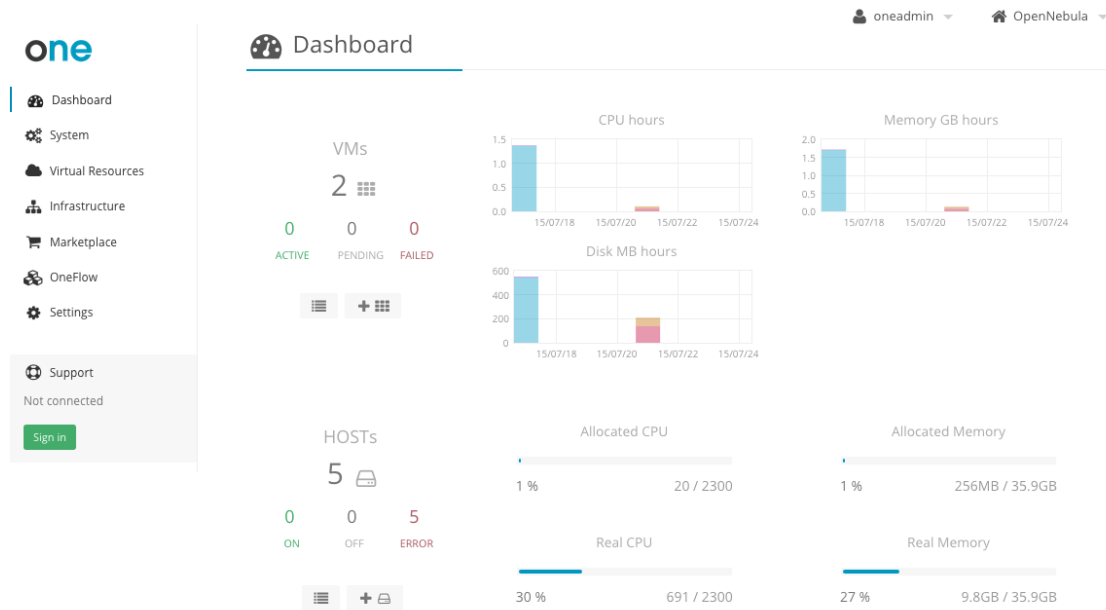 oneadmin
OpenNebula
one
Dashboard
System
Virtual Resources
Infrastructure
Marketplace
OneFlow
Settings
Support
Not connected
Sign in
Dashboard
VMs
2
0 0 0
ACTIVE PENDING FAILED
CPU hours
1.5
1.0
0.5
0.0
15/07/18 15/07/20 15/07/22 15/07/24
Memory GB hours
2.0
1.5
1.0
0.5
0.0
15/07/18 15/07/20 15/07/22 15/07/24
Disk MB hours
600
400
200
0
15/07/18 15/07/20 15/07/22 15/07/24
HOSTs
5
0 0 5
ON OFF ERROR
Allocated CPU
1 % 20 / 2300
Allocated Memory
1 % 256MB / 35.9GB
Real CPU
30 % 691 / 2300
Real Memory
27 % 9.8GB / 35.9GB